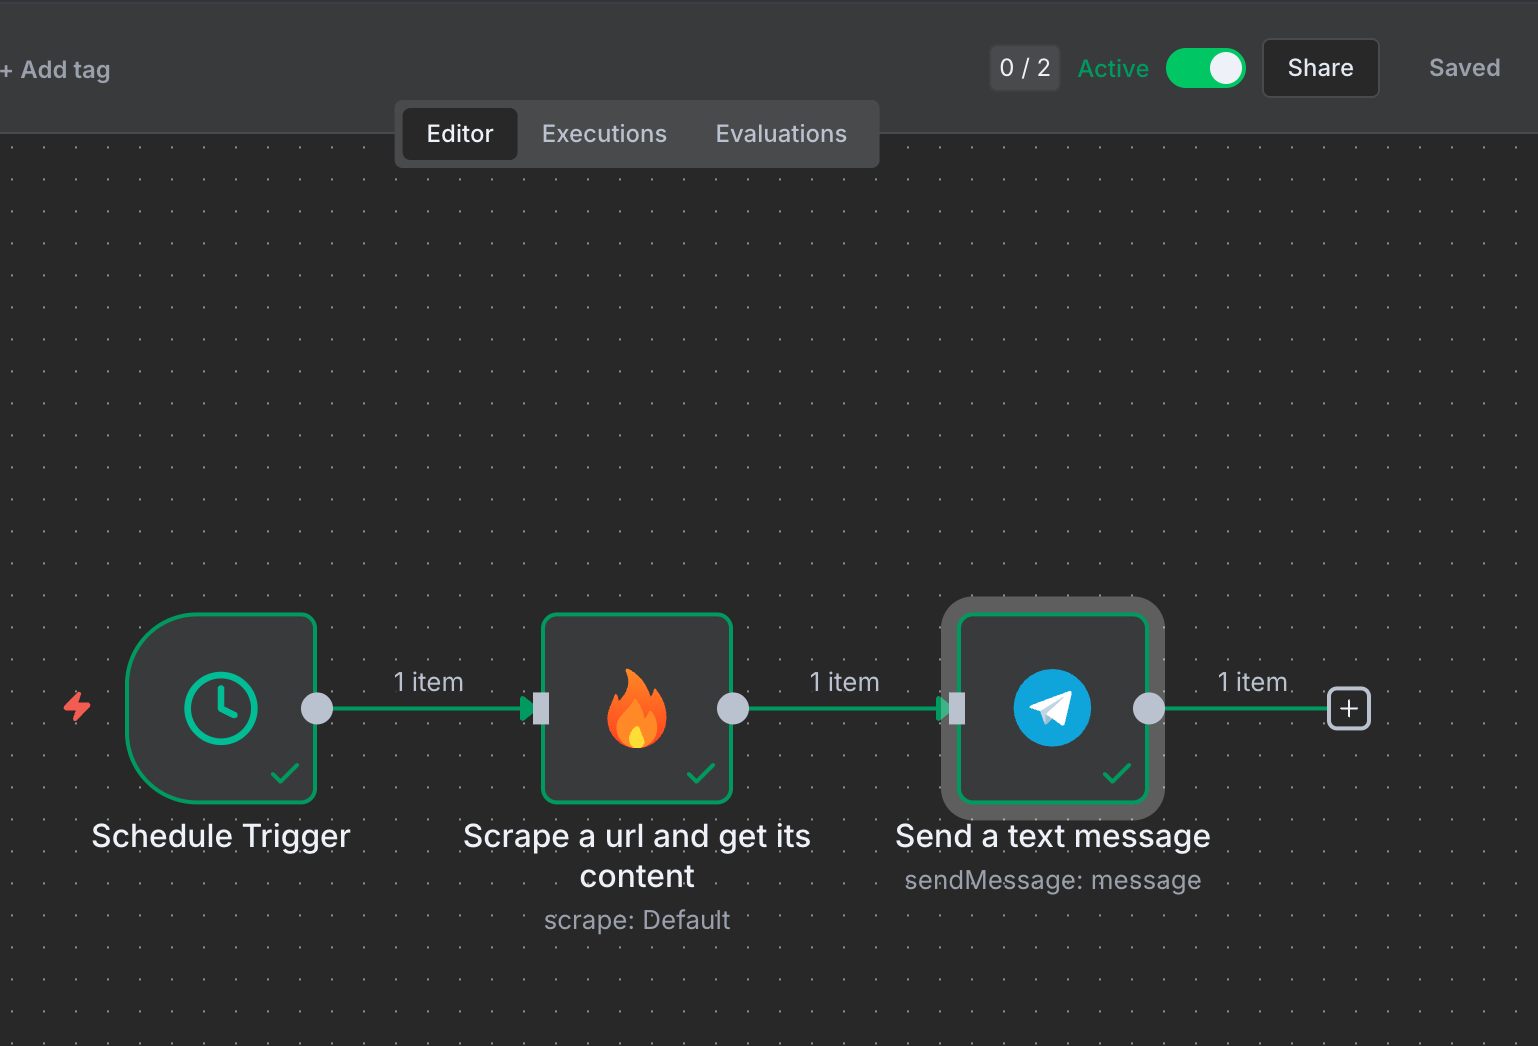 + Add tag
0 / 2
Active
Share
Saved
Editor
Executions
Evaluations
1 item
1 item
1 item
Schedule Trigger
Scrape a url and get its
content
scrape: Default
Send a text message
sendMessage: message